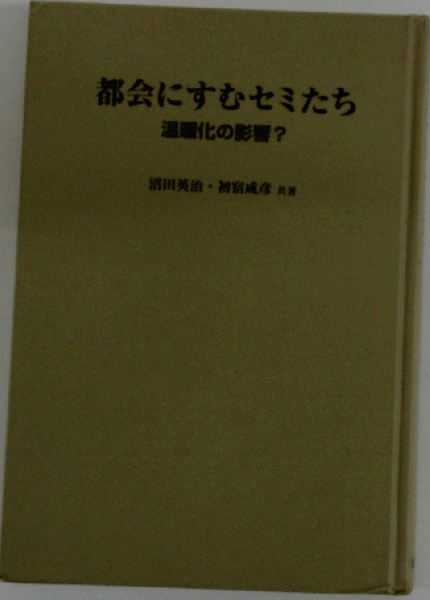 都会にすむセミたち
温暖化の影響?
沼田英治・初宿成彦 共著